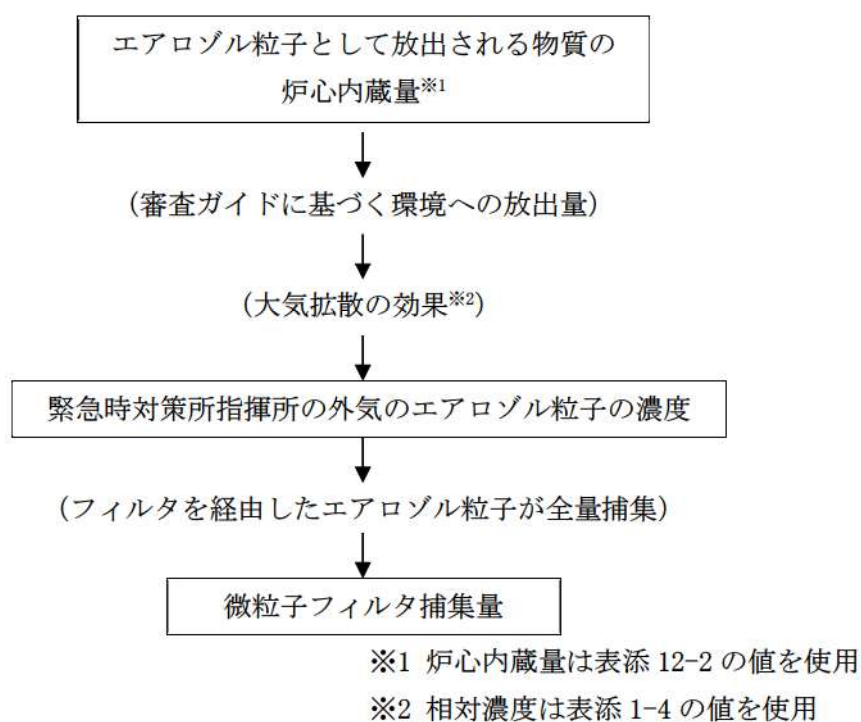 エアロゾル粒子として放出される物質の
炉心内蔵量※1
(審査ガイドに基づく環境への放出量)
(大気拡散の効果※2)
緊急時対策所指揮所の外気のエアロゾル粒子の濃度
(フィルタを経由したエアロゾル粒子が全量捕集)
微粒子フィルタ捕集量
※1 炉心内蔵量は表添 12-2 の値を使用
※2 相対濃度は表添 1-4 の値を使用